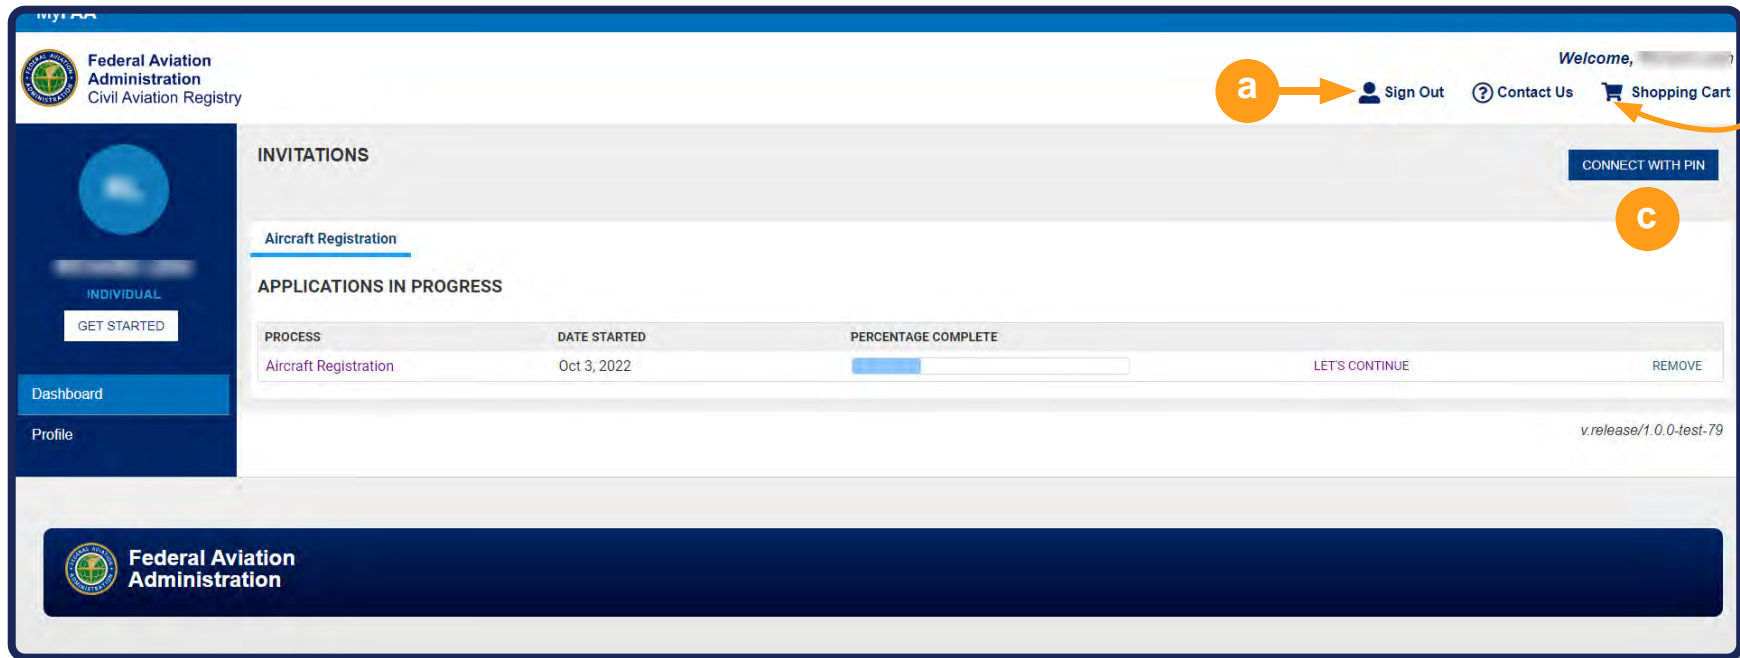 MyFAA
Federal Aviation
Administration
Civil Aviation Registry
Welcome,
a
Sign Out
Contact Us
Shopping Cart
INVITATIONS
CONNECT WITH PIN
c
Aircraft Registration
INDIVIDUAL
GET STARTED
APPLICATIONS IN PROGRESS
PROCESS DATE STARTED PERCENTAGE COMPLETE
Aircraft Registration Oct 3, 2022 LET'S CONTINUE REMOVE
Dashboard
Profile
v.release/1.0.0-test-79
Federal Aviation
Administration